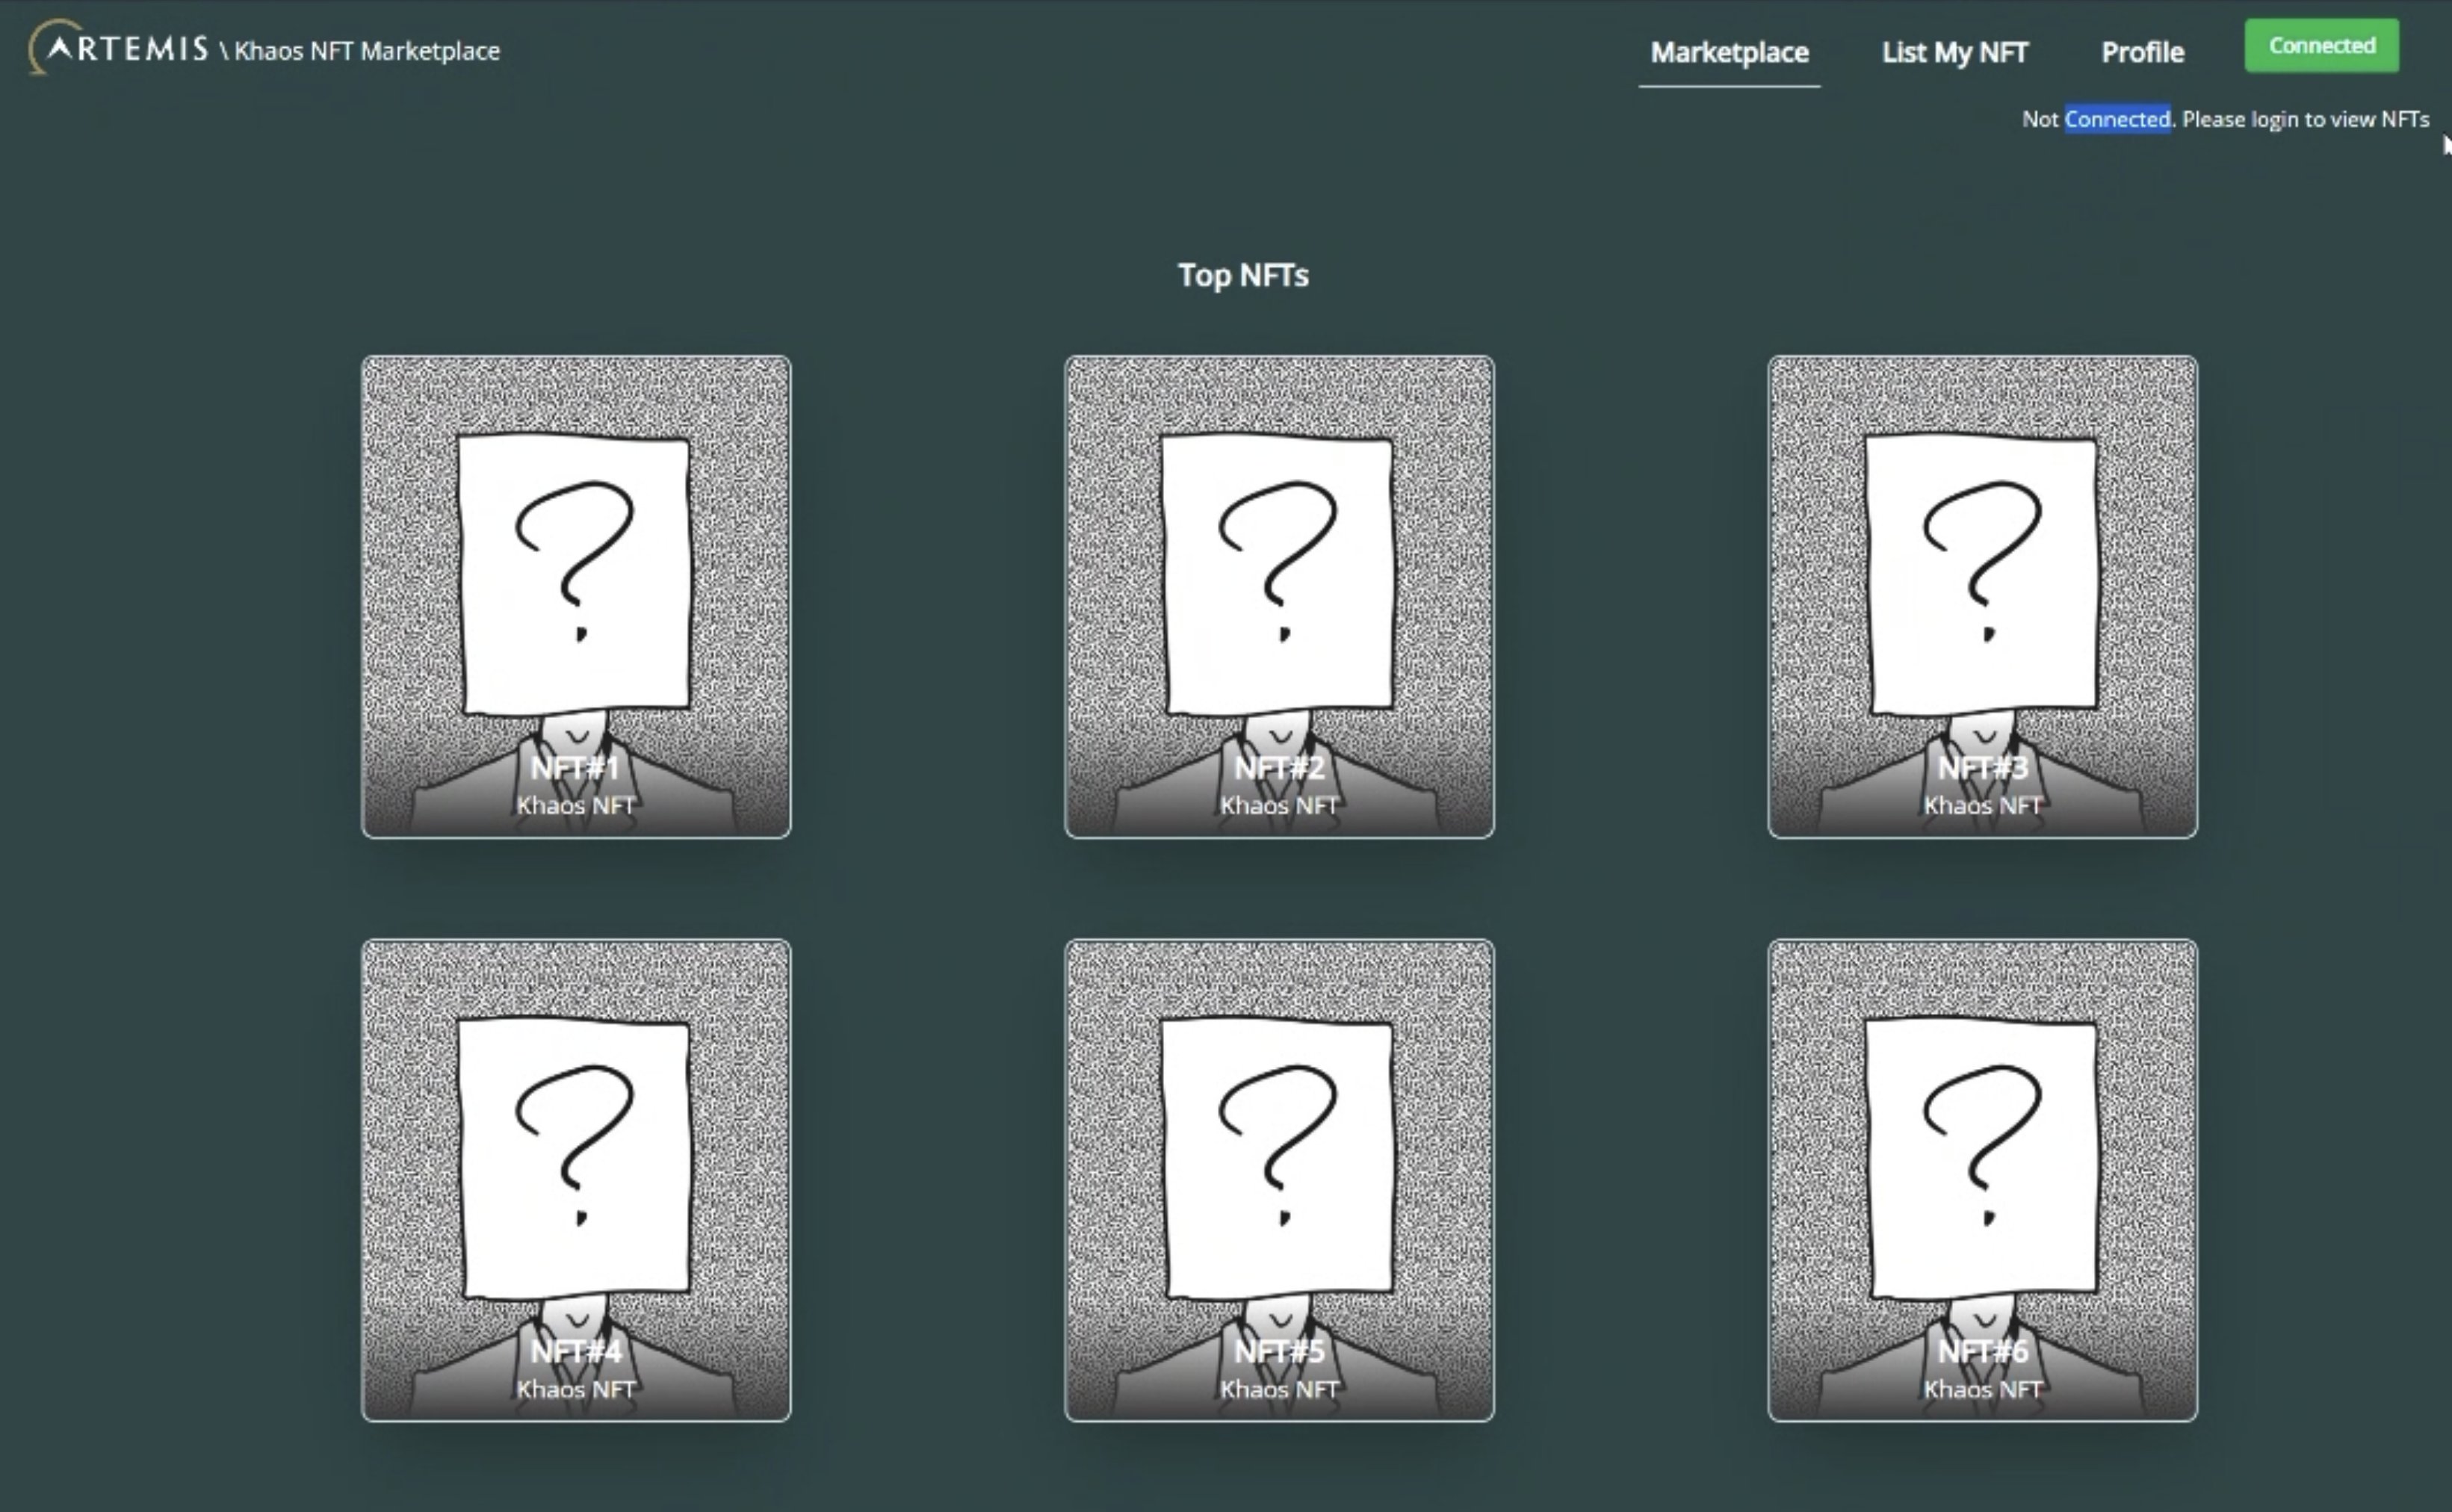 ARTEMIS \ Khaos NFT Marketplace
Marketplace List My NFT Profile Connected
Not Connected. Please login to view NFTs
Top NFTs
?
?
?
NFT#1
Khaos NFT
NFT#2
Khaos NFT
NFT#3
Khaos NFT
?
?
?
NFT#4
Khaos NFT
NFT#5
Khaos NFT
NFT#6
Khaos NFT